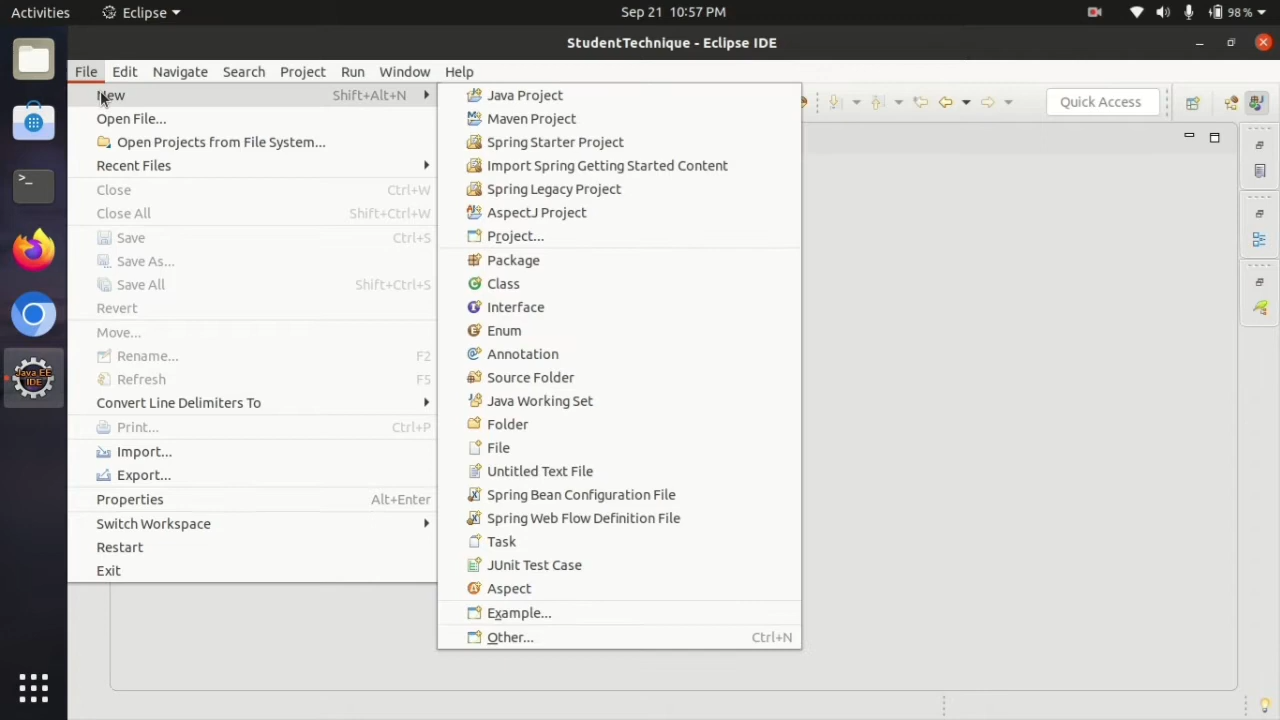 Activities Eclipse Sep 21 10:57 PM 98%
StudentTechnique - Eclipse IDE
File Edit Navigate Search Project Run Window Help
New Shift+Alt+N
Open File...
Open Projects from File System...
Recent Files
Close Ctrl+W
Close All Shift+Ctrl+W
Save Ctrl+S
Save As...
Save All Shift+Ctrl+S
Revert
Move...
Rename... F2
Refresh F5
Convert Line Delimiters To
Print... Ctrl+P
Import...
Export...
Properties Alt+Enter
Switch Workspace
Restart
Exit
Java Project
Maven Project
Spring Starter Project
Import Spring Getting Started Content
Spring Legacy Project
AspectJ Project
Project...
Package
Class
Interface
Enum
Annotation
Source Folder
Java Working Set
Folder
File
Untitled Text File
Spring Bean Configuration File
Spring Web Flow Definition File
Task
JUnit Test Case
Aspect
Example...
Other... Ctrl+N
Quick Access
>_
Java EE
IDE